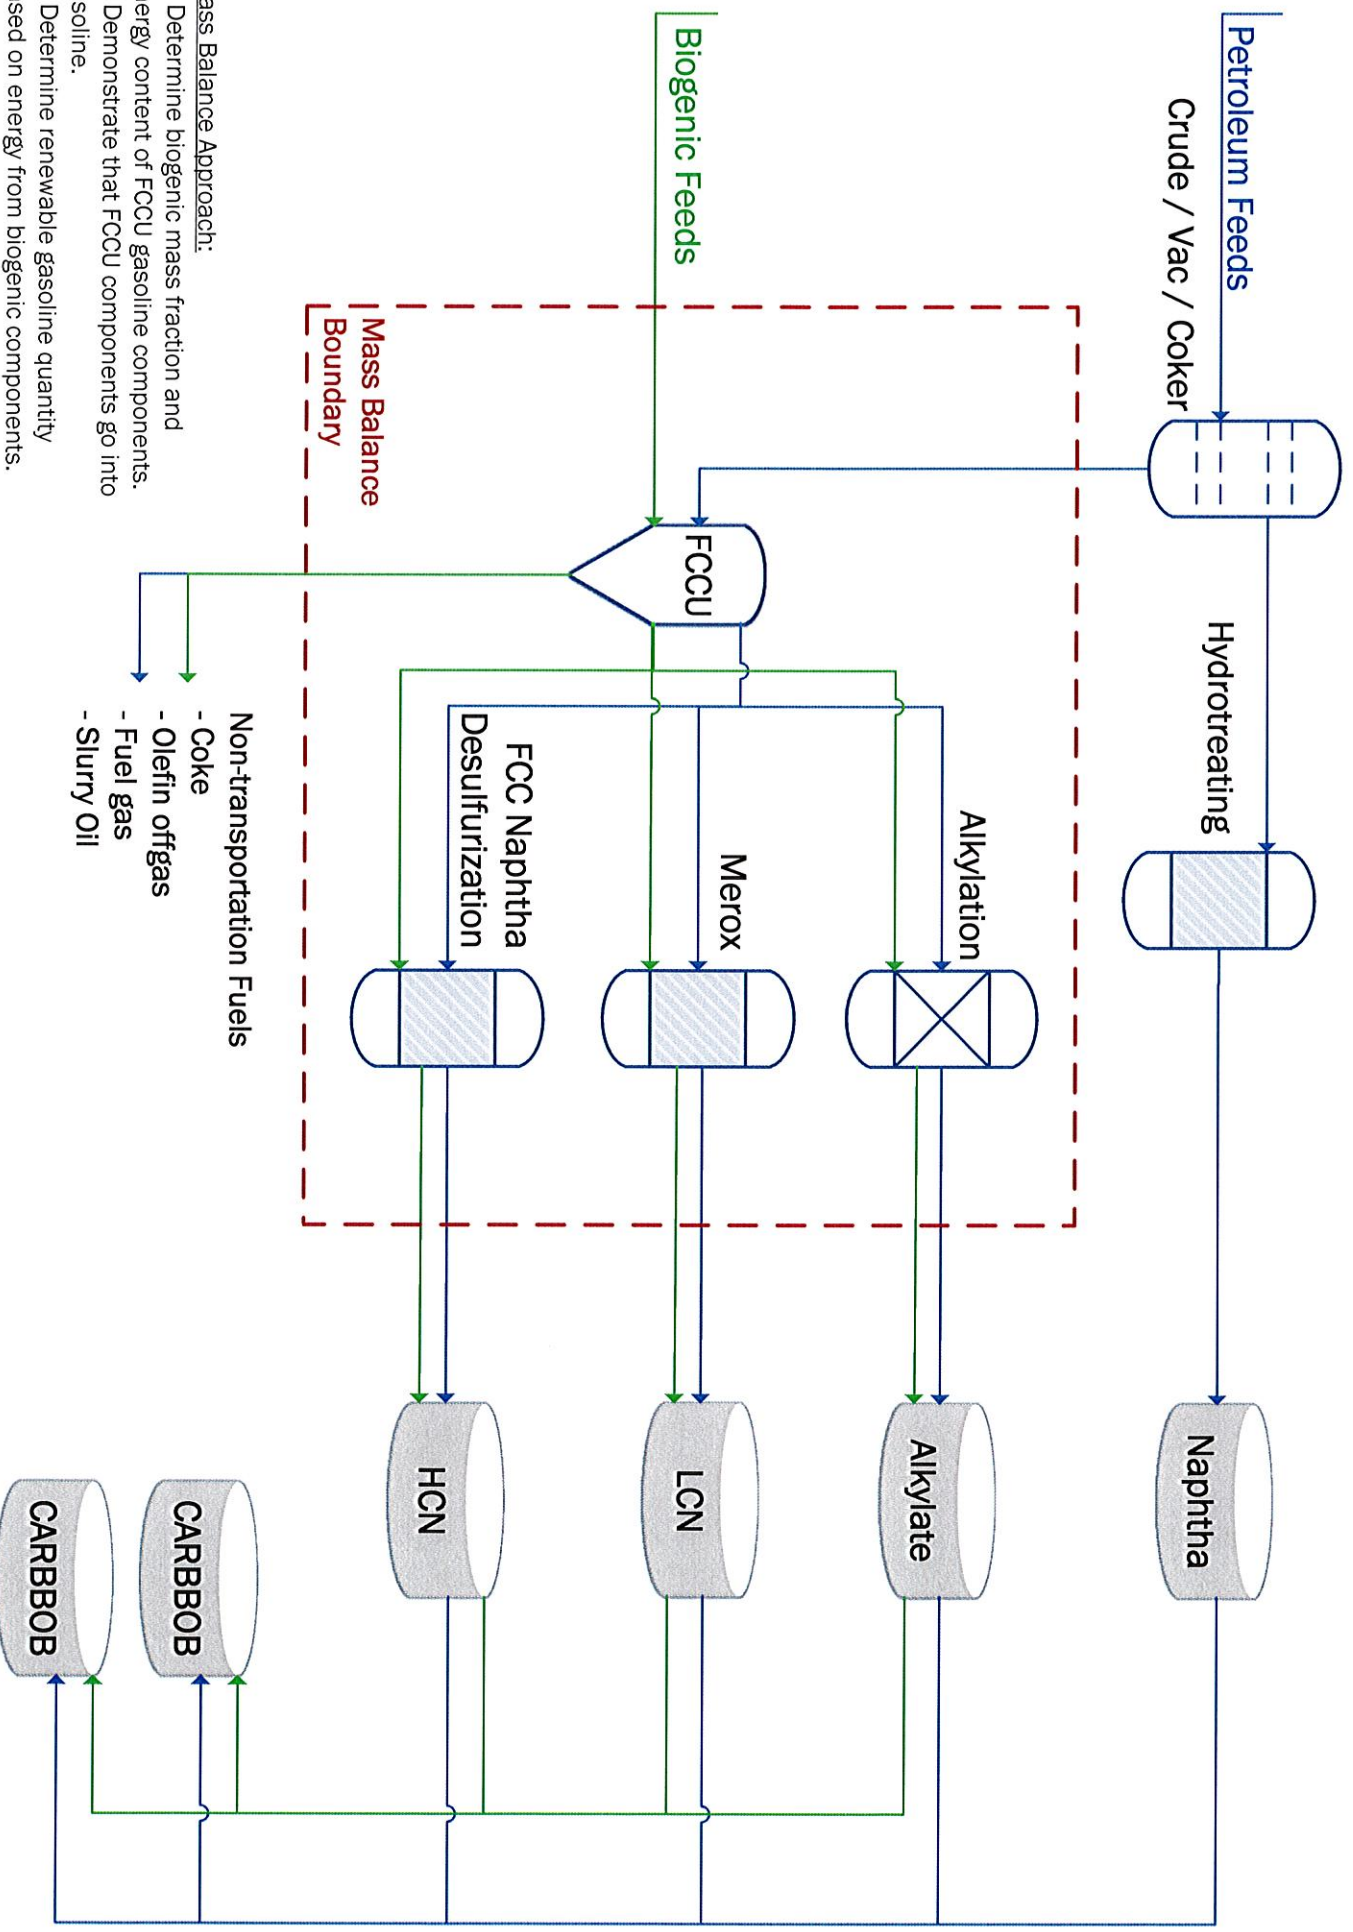 Petroleum Feeds
Crude / Vac / Coker
Hydrotreating
Naphtha
Alkylation
Alkylate
Biogenic Feeds
FCCU
Merox
LCN
FCC Naphtha
Desulfurization
HCN
Mass Balance
Boundary
Non-transportation Fuels
- Coke
- Olefin offgas
- Fuel gas
- Slurry Oil
CARBBOB
CARBBOB
ass Balance Approach:
Determine biogenic mass fraction and
ergy content of FCCU gasoline components.
Demonstrate that FCCU components go into
soline.
Determine renewable gasoline quantity
sed on energy from biogenic components.